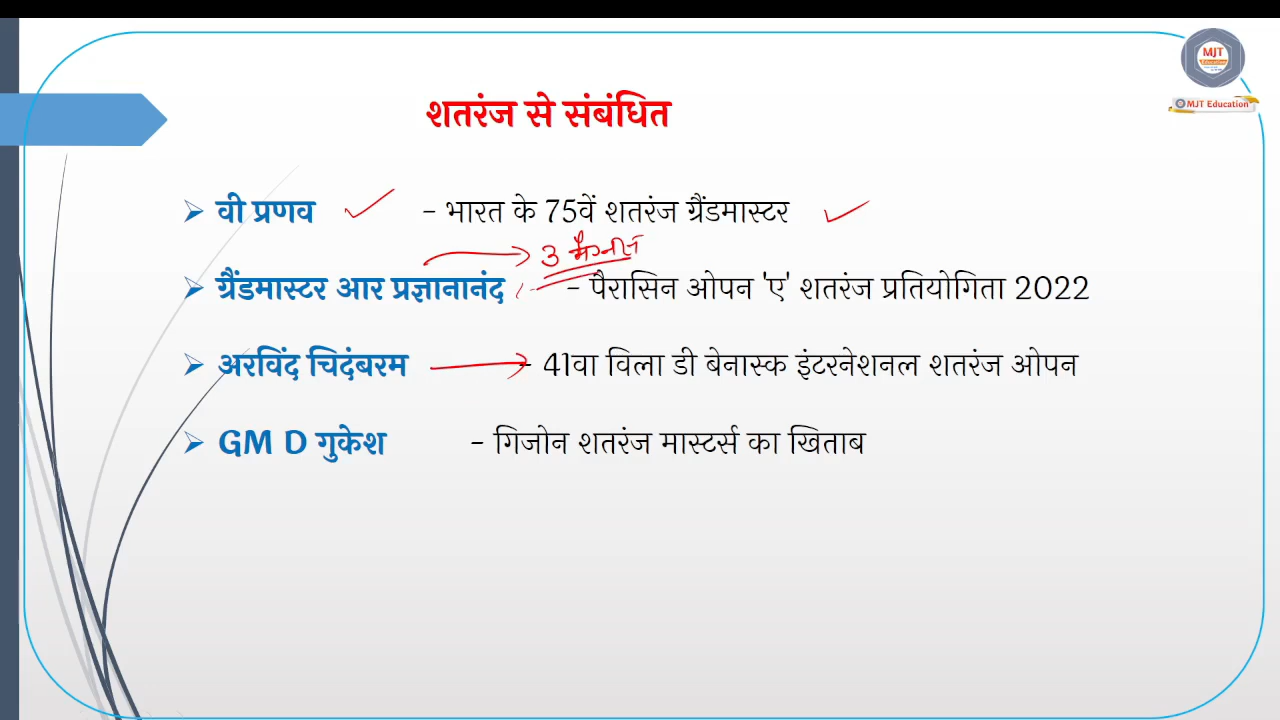 MJT
Education
MJT Education
शतरंज से संबंधित
वी प्रणव - भारत के 75वें शतरंज ग्रैंडमास्टर
3
ग्रैंडमास्टर आर प्रज्ञानानंद - पैरासिन ओपन 'ए' शतरंज प्रतियोगिता 2022
अरविंद चिदंबरम - 41वा विला डी बेनास्क इंटरनेशनल शतरंज ओपन
GM D गुकेश - गिजोन शतरंज मास्टर्स का खिताब